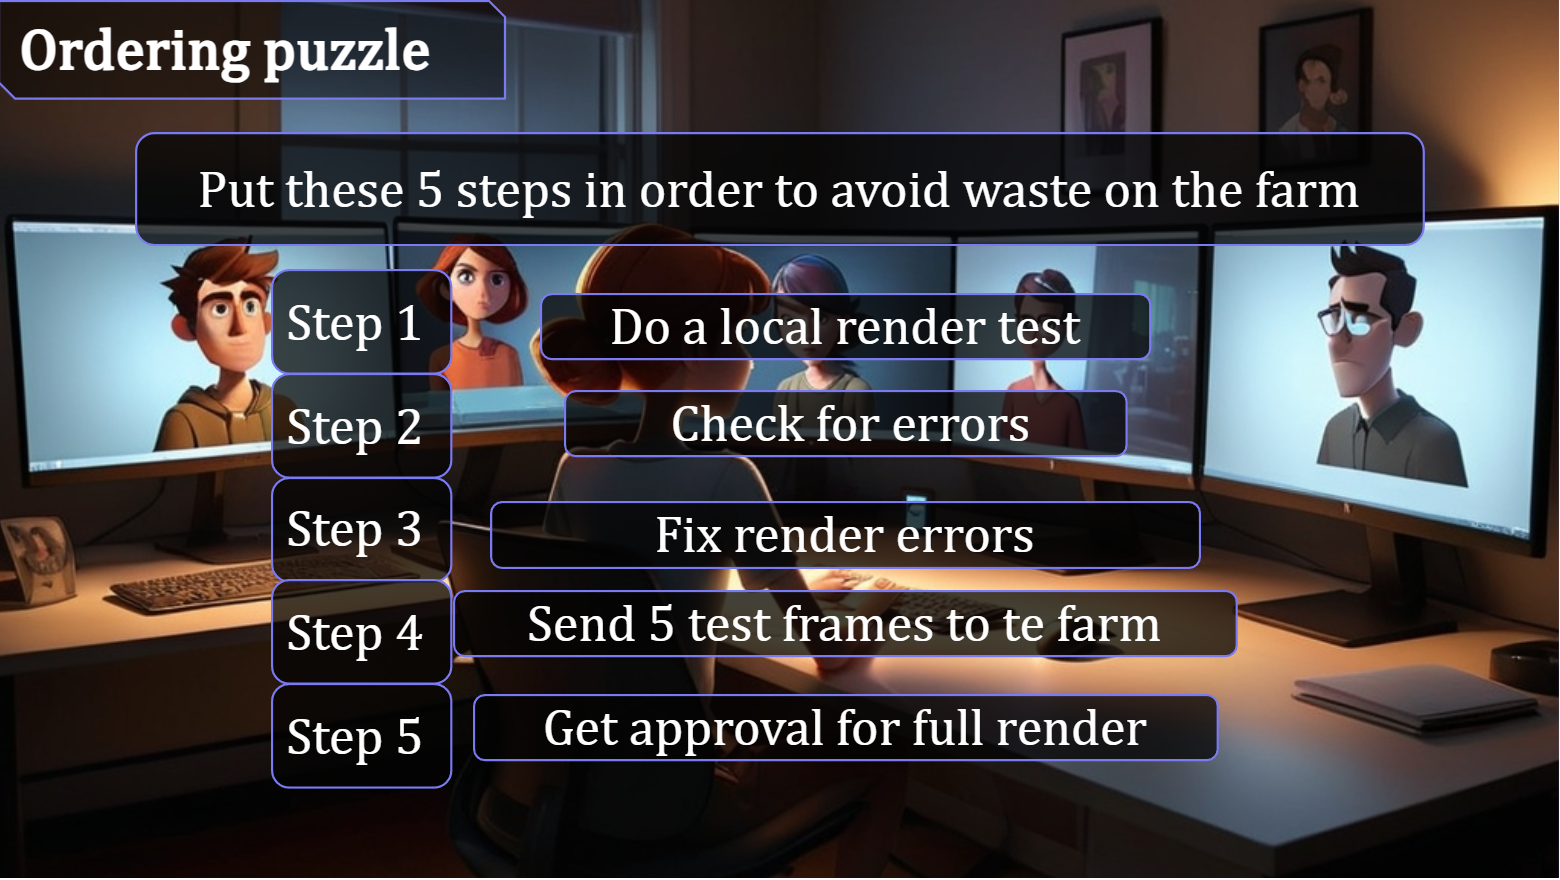 Ordering puzzle
Put these 5 steps in order to avoid waste on the farm
Step 1
Do a local render test
Step 2
Check for errors
Step 3
Fix render errors
Step 4
Send 5 test frames to te farm
Step 5
Get approval for full render